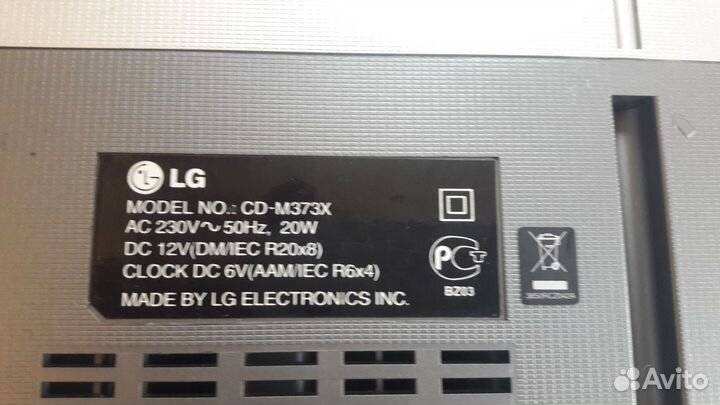 LG
MODEL NO.: CD-M373X
AC 230V～50Hz, 20W
DC 12V(DM/IEC R20x8)
CLOCK DC 6V(AAM/IEC R6x4)
MADE BY LG ELECTRONICS INC.
РСТ
B203
Avito